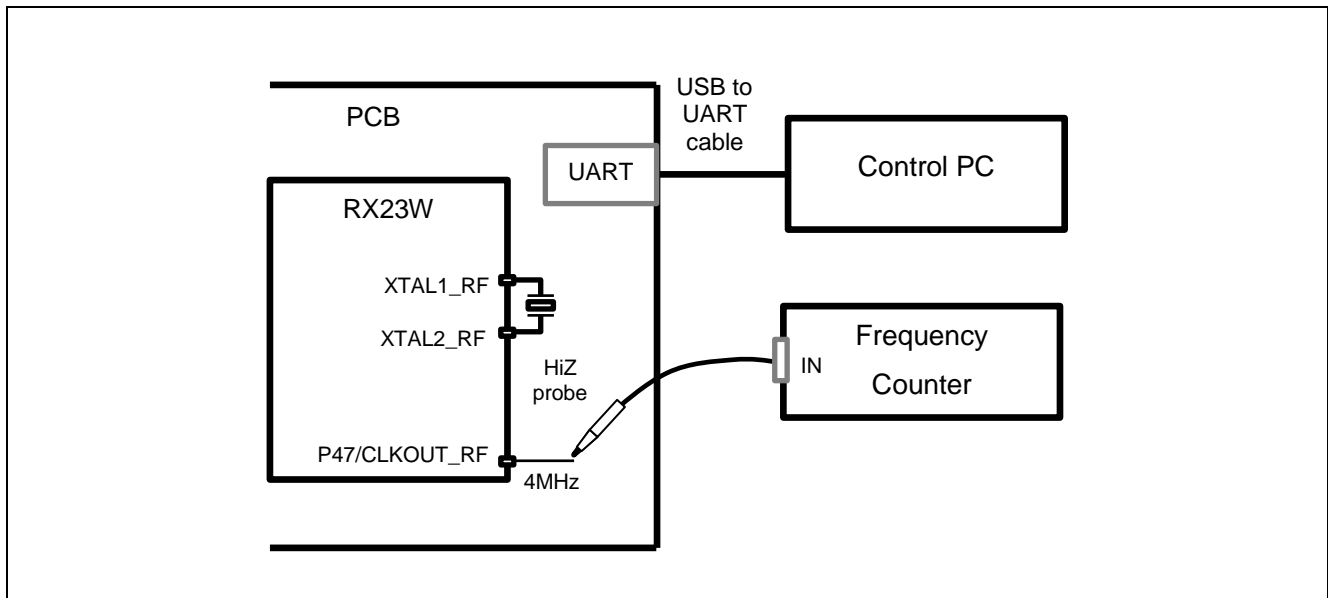 PCB
USB to
UART
cable
UART
Control PC
RX23W
XTAL1_RF
XTAL2_RF
HiZ
probe
Frequency
Counter
IN
P47/CLKOUT_RF
4MHz